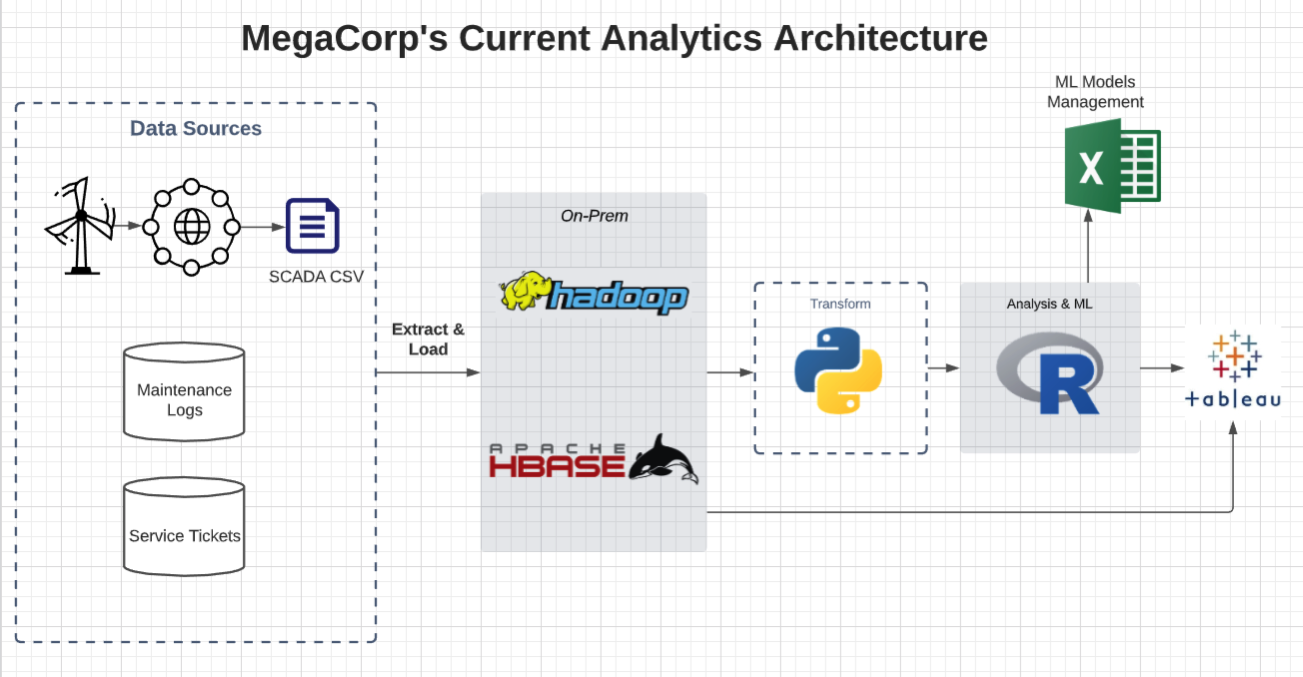 MegaCorp's Current Analytics Architecture
Data Sources
SCADA CSV
Maintenance
Logs
Service Tickets
Extract &
Load
On-Prem
hadoop
APACHE
HBASE
Transform
Analysis & ML
R
ML Models
Management
X
+ableau